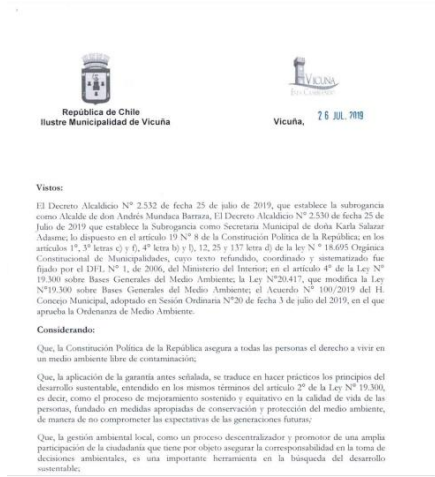 República de Chile
Ilustre Municipalidad de Vicuña
VICUÑA
Vicuña, 26 JUL. 2019
Vistos:
El Decreto Alcaldicio N° 2.532 de fecha 25 de julio de 2019, que establece la subrogancia
como Alcalde de don Andrés Mundaca Barraza, El Decreto Alcaldicio N° 2.530 de fecha 25 de
Julio de 2019 que establece la Subrogancia como Secretaria Municipal de doña Karla Salazar
Adasme; lo dispuesto en el artículo 19 N° 8 de la Constitución Política de la República; en los
artículos 1°, 3° letras c) y f), 4° letra b) y l), 12, 25 y 137 letra d) de la ley N ° 18.695 Orgánica
Constitucional de Municipalidades, cuyo texto refundido, coordinado y sistematizado fue
fijado por el DFL N° 1, de 2006, del Ministerio del Interior; en el artículo 4° de la Ley N°
19.300 sobre Bases Generales del Medio Ambiente; la Ley N°20.417, que modifica la Ley
N°19.300 sobre Bases Generales del Medio Ambiente; el Acuerdo N° 100/2019 del H.
Concejo Municipal, adoptado en Sesión Ordinaria N°20 de fecha 3 de julio del 2019, en el que
aprueba la Ordenanza de Medio Ambiente.
Considerando:
Que, la Constitución Política de la República asegura a todas las personas el derecho a vivir en
un medio ambiente libre de contaminación;
Que, la aplicación de la garantía antes señalada, se traduce en hacer prácticos los principios del
desarrollo sustentable, entendido en los mismos términos del artículo 2° de la Ley N° 19.300,
es decir, como el proceso de mejoramiento sostenido y equitativo en la calidad de vida de las
personas, fundado en medidas apropiadas de conservación y protección del medio ambiente,
de manera de no comprometer las expectativas de las generaciones futuras;
Que, la gestión ambiental local, como un proceso descentralizador y promotor de una amplia
participación de la ciudadanía que tiene por objeto asegurar la corresponsabilidad en la toma de
decisiones ambientales, es una importante herramienta en la búsqueda del desarrollo
sustentable;